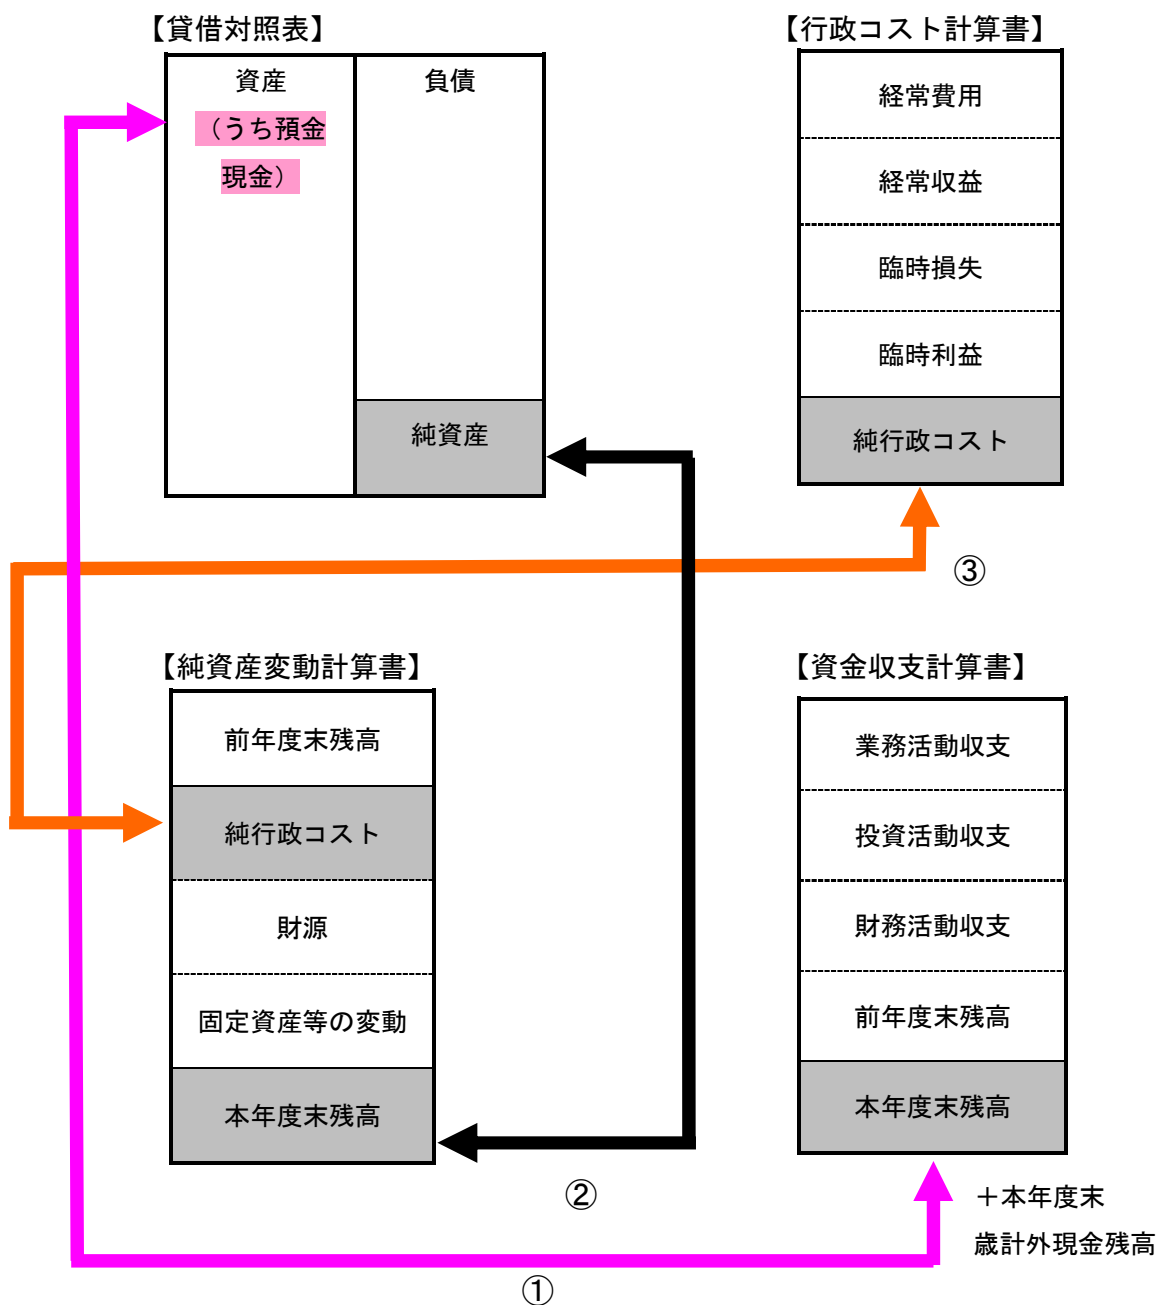 【貸借対照表】
資産
（うち預金
現金）
負債
純資産
【行政コスト計算書】
経常費用
経常収益
臨時損失
臨時利益
純行政コスト
③
【純資産変動計算書】
前年度末残高
純行政コスト
財源
固定資産等の変動
本年度末残高
②
【資金収支計算書】
業務活動収支
投資活動収支
財務活動収支
前年度末残高
本年度末残高
＋本年度末
歳計外現金残高
①